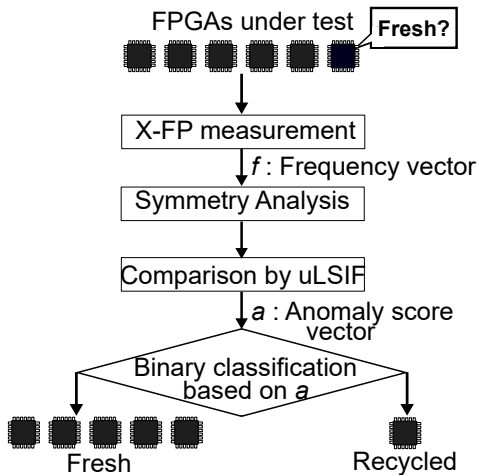 FPGAs under test
Fresh?
X-FP measurement
f : Frequency vector
Symmetry Analysis
Comparison by uLSIF
a : Anomaly score
vector
Binary classification
based on a
Fresh
Recycled